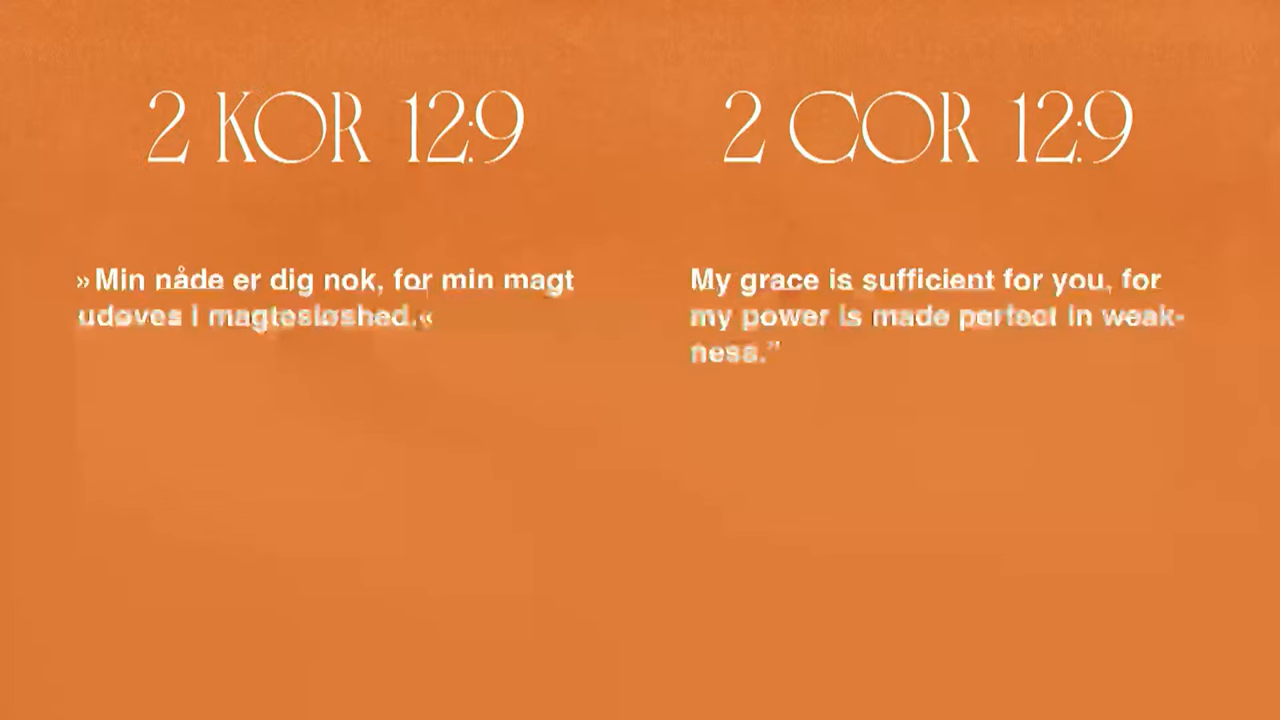 2 KOR 12:9
»Min nåde er dig nok, for min magt
udøves i magtesløshed.«
2 COR 12:9
My grace is sufficient for you, for
my power is made perfect in weak-
ness.”